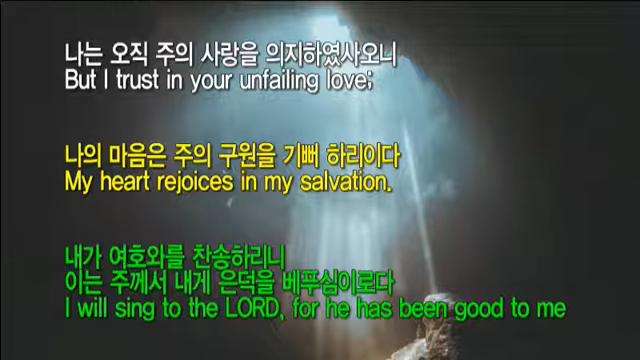 나는 오직 주의 사랑을 의지하였사오니
But I trust in your unfailing love;
나의 마음은 주의 구원을 기뻐 하리이다
My heart rejoices in my salvation.
내가 여호와를 찬송하리니
이는 주께서 내게 은덕을 베푸심이로다
I will sing to the LORD, for he has been good to me